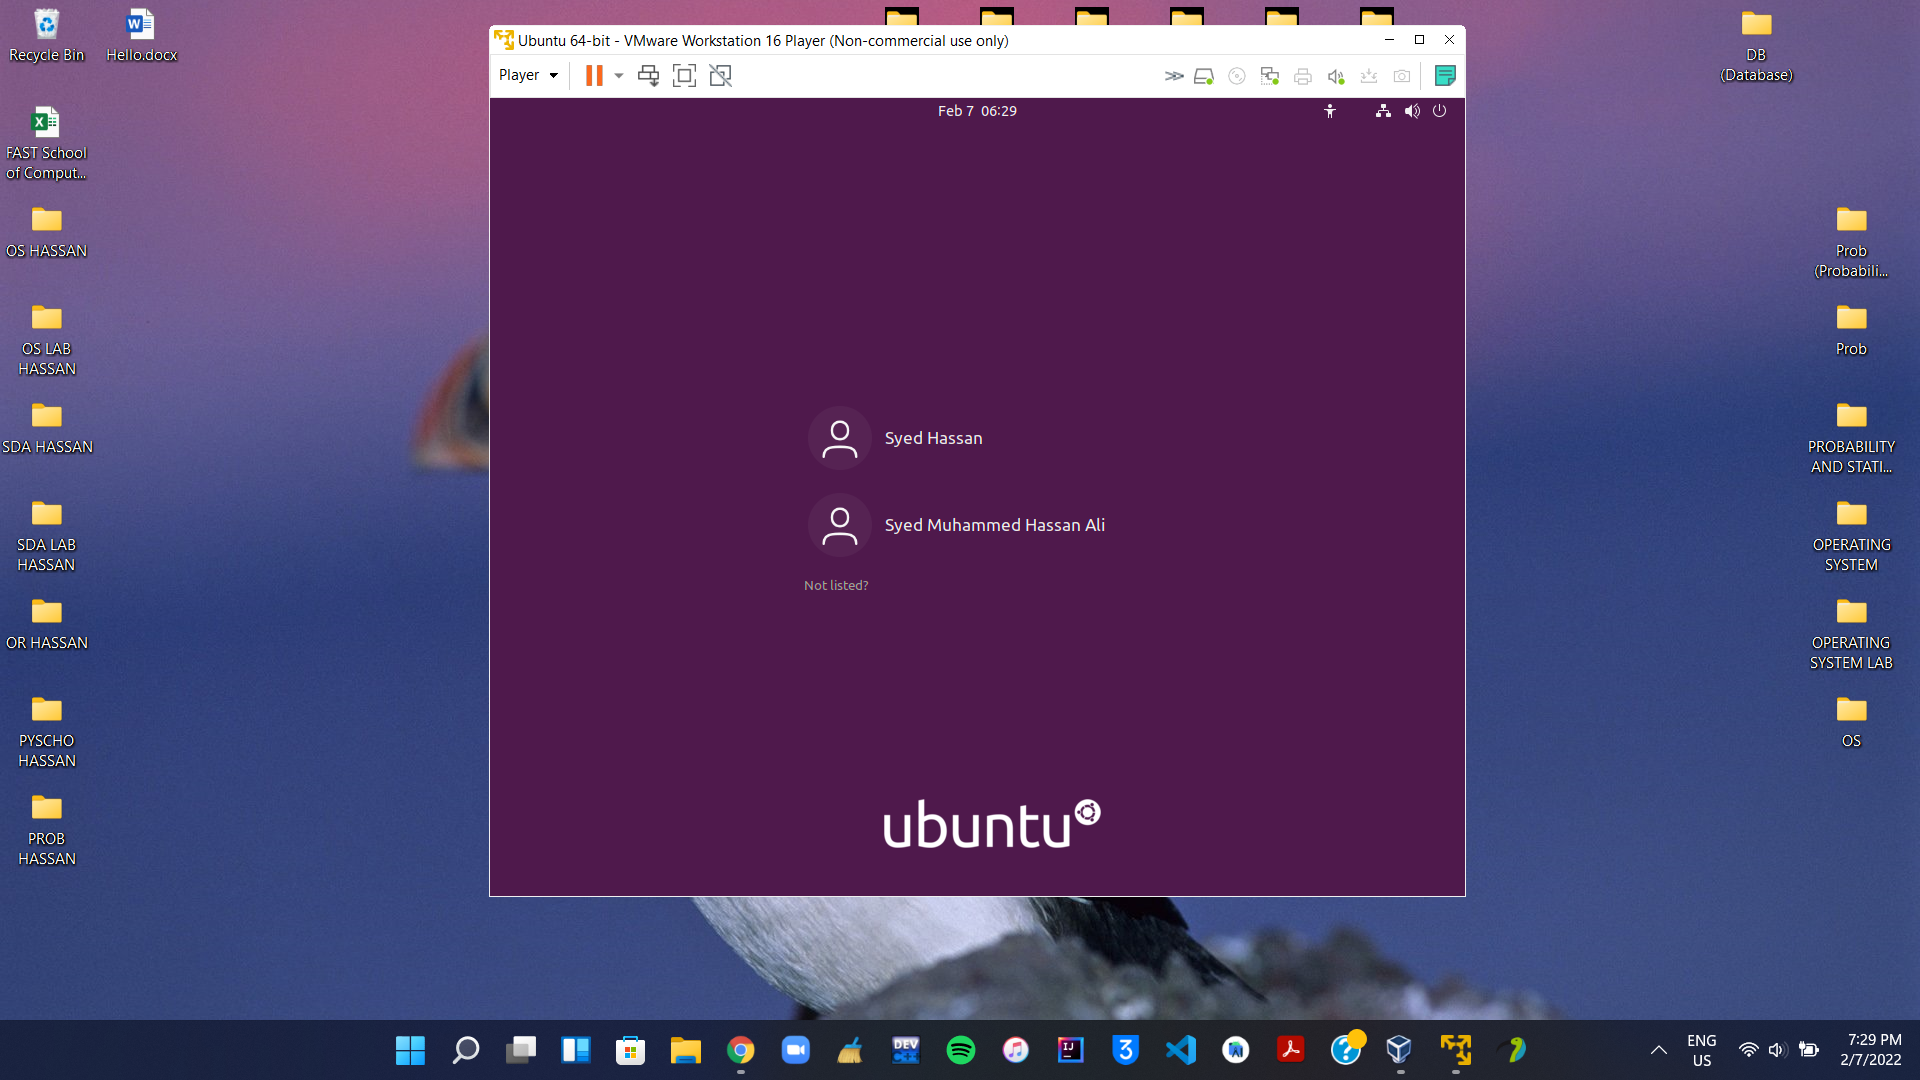 Recycle Bin
Hello.docx
FAST School
of Comput...
OS HASSAN
OS LAB
HASSAN
SDA HASSAN
SDA LAB
HASSAN
OR HASSAN
PYSCHO
HASSAN
PROB
HASSAN
Ubuntu 64-bit - VMware Workstation 16 Player (Non-commercial use only)
Player
Feb 7 06:29
Syed Hassan
Syed Muhammed Hassan Ali
Not listed?
ubuntu
DB
(Database)
Prob
(Probabili...
Prob
PROBABILITY
AND STATI...
OPERATING
SYSTEM
OPERATING
SYSTEM LAB
OS
DEV
C++
IJ
3
ENG
US
7:29 PM
2/7/2022